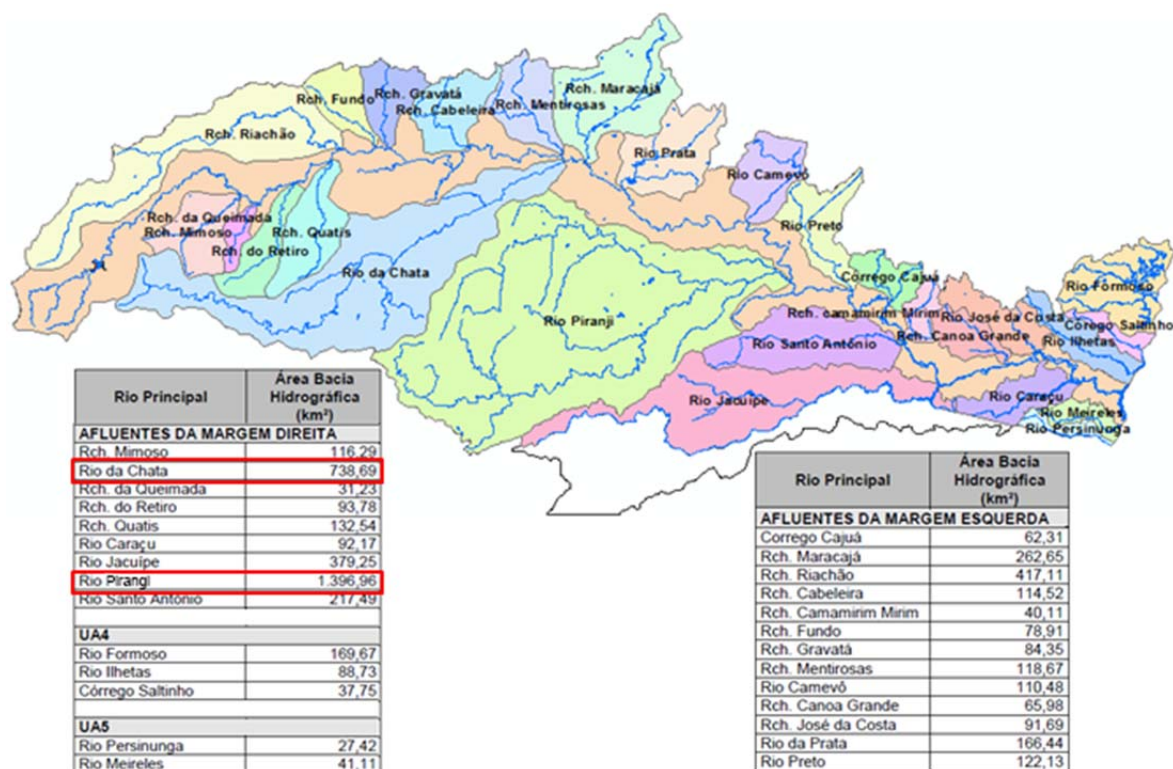 Rch. Maracajá
Rch. Gravatá
Rch. Fundo
Rch. Cabeleira
Rch. Mentirosas
Rch. Riachão
Rio Prata
Rio Camevô
Rch. da Queimada
Rch. Mimoso
Rch. Quatis
Rch. do Retiro
Rio Preto
Rio da Chata
Córrego Cajuá
Rio Formoso
Rio Piranji
Rch. camamirim Mirim
Rio José da Costa
Córego Saltinho
Rch. Canoa Grande
Rio Ilhetas
Rio Santo Antônio
Rio Jacuípe
Rio Caraçu
Rio Meireles
Rio Persinunga
Rio Principal Área Bacia Hidrográfica (km²)
AFLUENTES DA MARGEM DIREITA
Rch. Mimoso 116,29
Rio da Chata 738,69
Rch. da Queimada 31,23
Rch. do Retiro 93,78
Rch. Quatis 132,54
Rio Caraçu 92,17
Rio Jacuípe 379,25
Rio Pirangi 1.396,96
Rio Santo Antônio 217,49
UA4
Rio Formoso 169,67
Rio Ilhetas 88,73
Córrego Saltinho 37,75
UA5
Rio Persinunga 27,42
Rio Meireles 41,11
Rio Principal Área Bacia Hidrográfica (km²)
AFLUENTES DA MARGEM ESQUERDA
Corrego Cajuá 62,31
Rch. Maracajá 262,65
Rch. Riachão 417,11
Rch. Cabeleira 114,52
Rch. Camamirim Mirim 40,11
Rch. Fundo 78,91
Rch. Gravatá 84,35
Rch. Mentirosas 118,67
Rio Camevô 110,48
Rch. Canoa Grande 65,98
Rch. José da Costa 91,69
Rio da Prata 166,44
Rio Preto 122,13